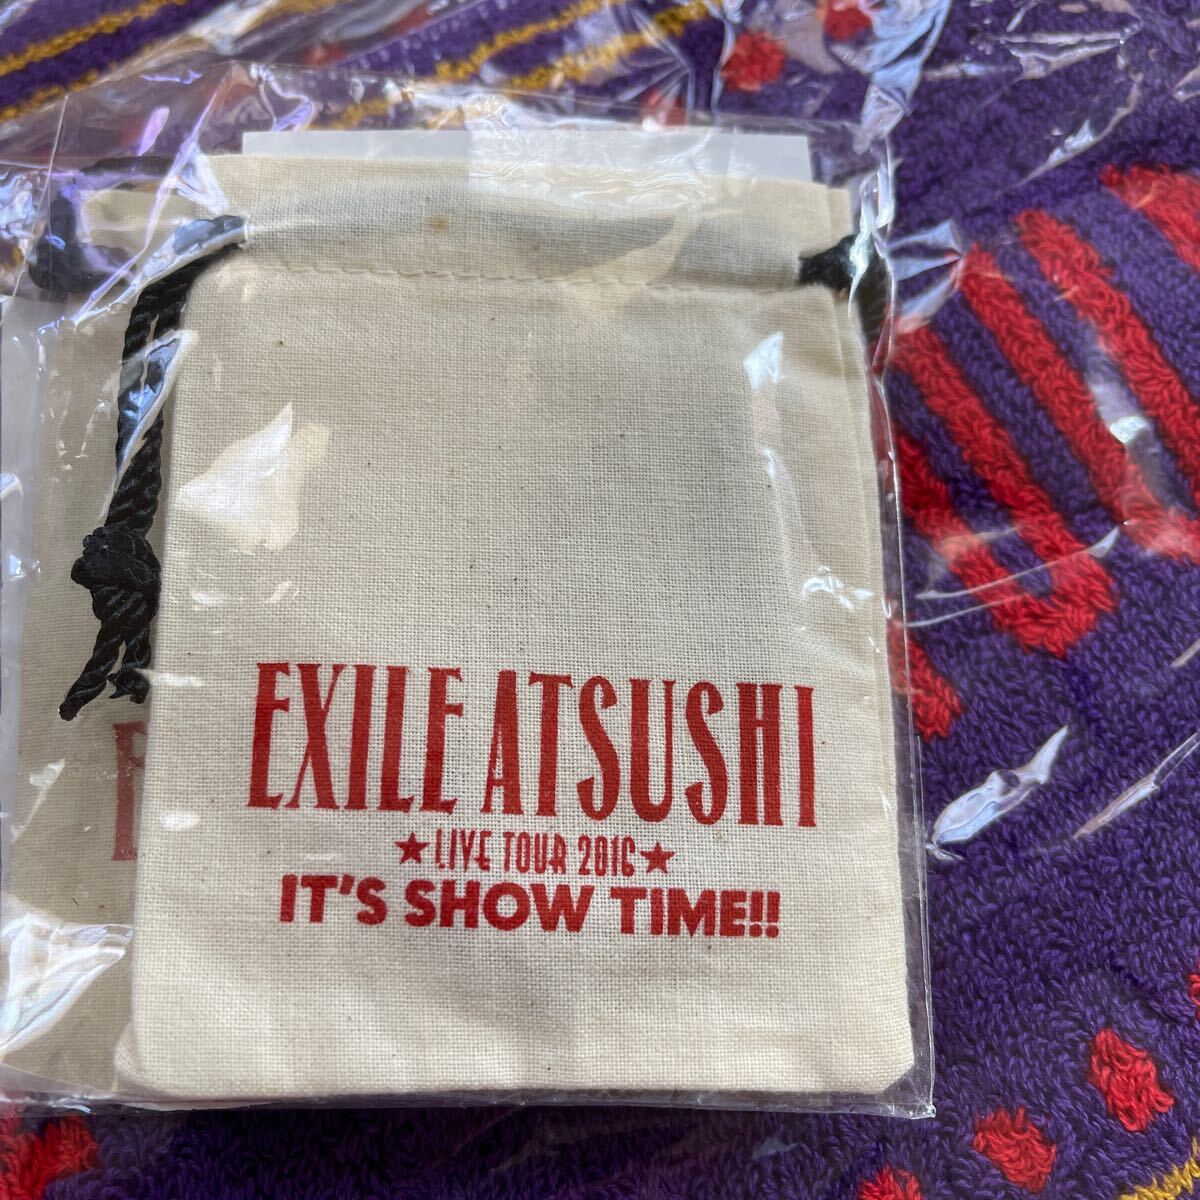 EXILE ATSUSHI
★LIVE TOUR 2016★
IT'S SHOW TIME!!
E